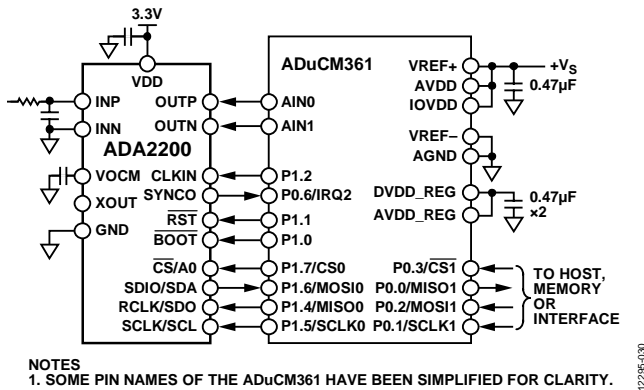 3.3V
VDD
ADA2200
INP
INN
VOCM
XOUT
GND
OUTP
OUTN
CLKIN
SYNCO
RST
BOOT
CS/A0
SDIO/SDA
RCLK/SDO
SCLK/SCL
ADuCM361
AIN0
AIN1
P1.2
P0.6/IRQ2
P1.1
P1.0
P1.7/CS0
P1.6/MOSI0
P1.4/MISO0
P1.5/SCLK0
VREF+
AVDD
IOVDD
VREF–
AGND
DVDD_REG
AVDD_REG
P0.3/CS1
P0.0/MISO1
P0.2/MOSI1
P0.1/SCLK1
+VS
0.47µF
0.47µF
×2
TO HOST,
MEMORY
OR
INTERFACE
NOTES
1. SOME PIN NAMES OF THE ADuCM361 HAVE BEEN SIMPLIFIED FOR CLARITY.
12295-030